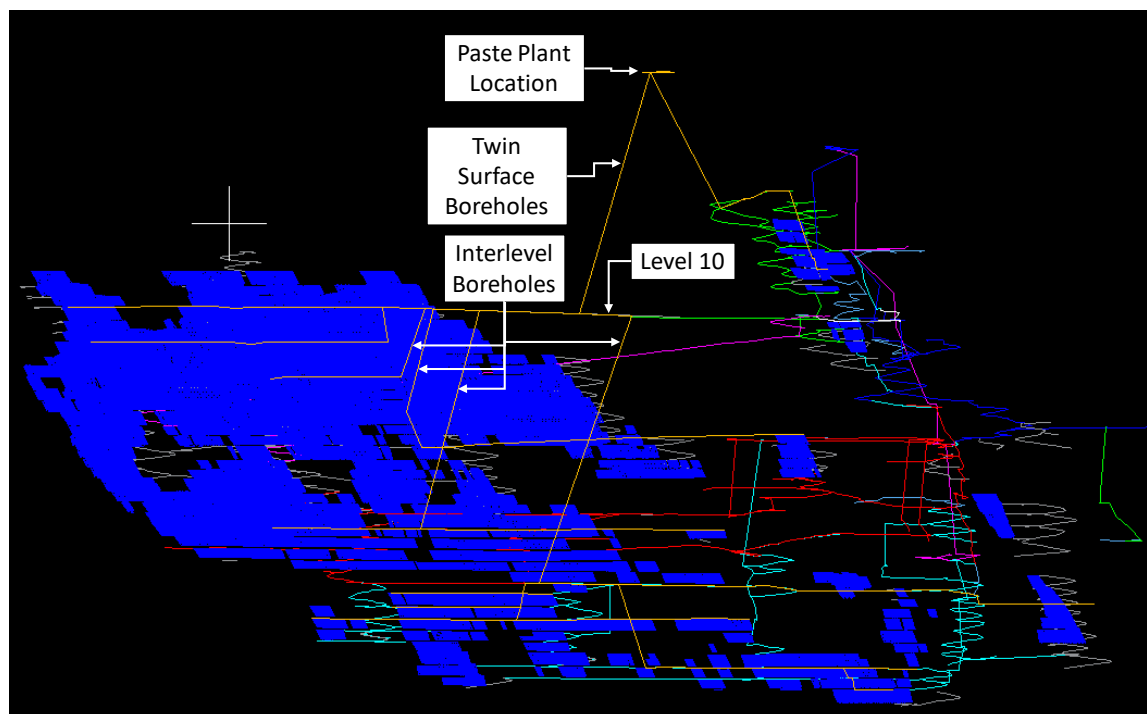 Paste Plant
Location
Twin
Surface
Boreholes
Interlevel
Boreholes
Level 10